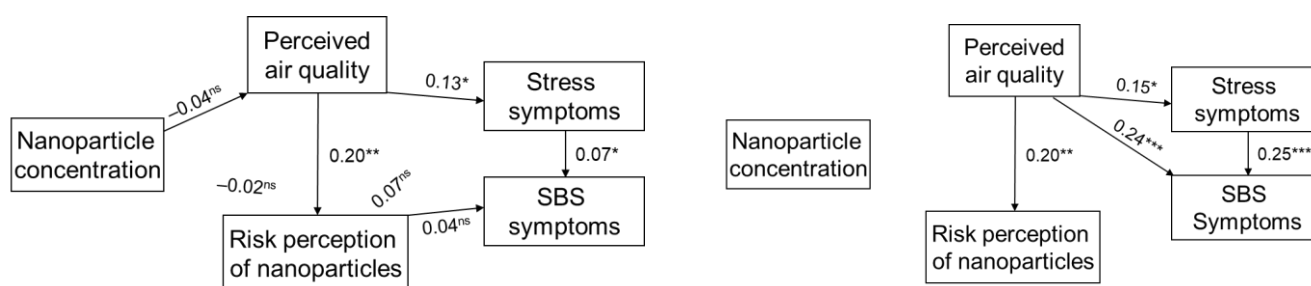 Perceived
air quality
–0.04ns
0.13*
Stress
symptoms
Nanoparticle
concentration
0.20**
0.07*
–0.02ns
0.07ns
SBS
symptoms
0.04ns
Risk perception
of nanoparticles
Perceived
air quality
0.15*
Stress
symptoms
Nanoparticle
concentration
0.24***
0.20**
0.25***
SBS
Symptoms
Risk perception
of nanoparticles